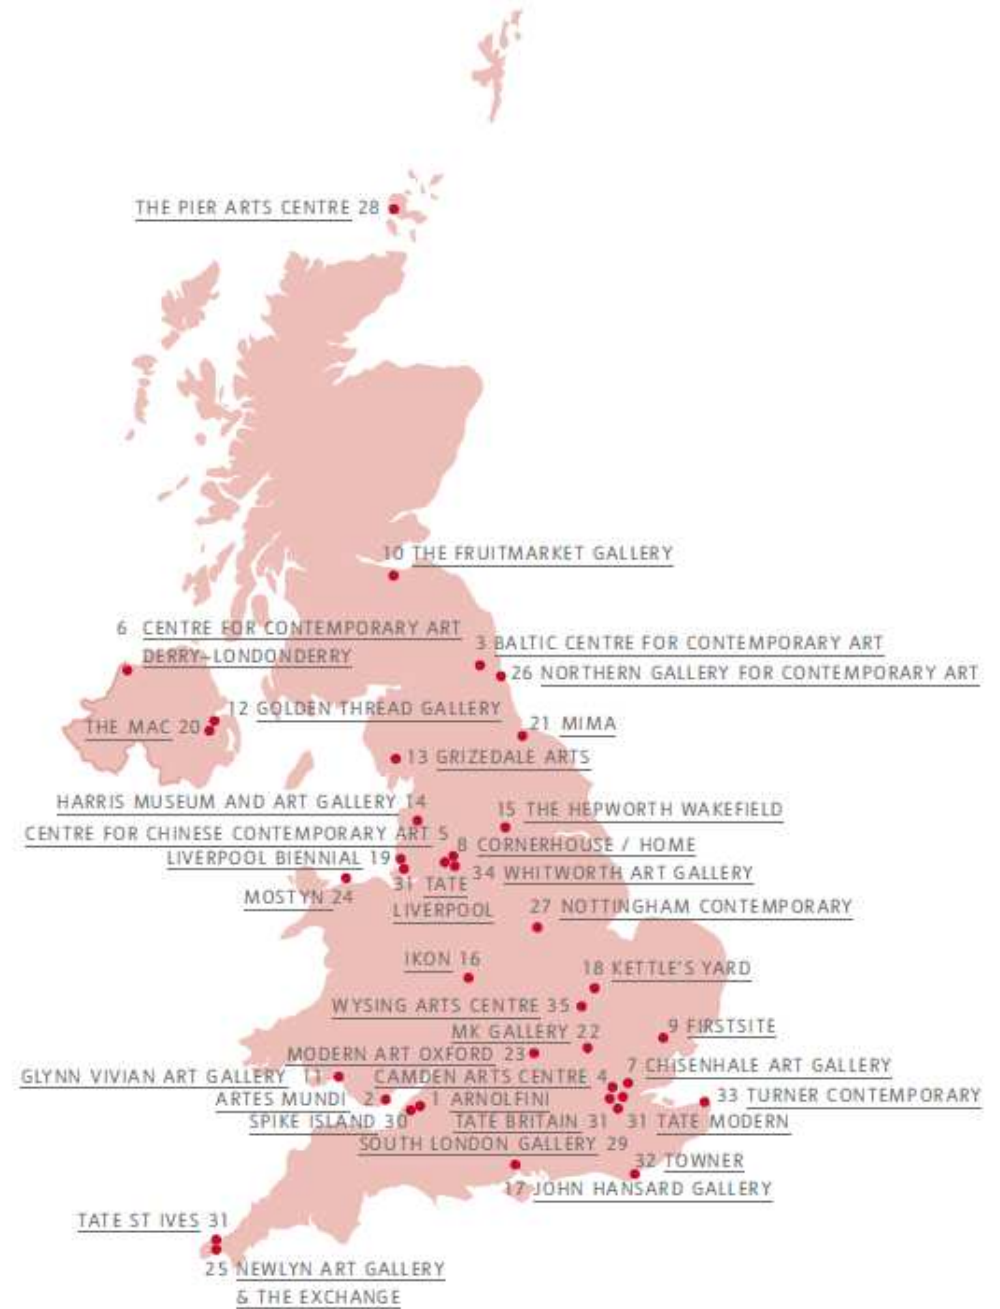 THE PIER ARTS CENTRE 28
10 THE FRUITMARKET GALLERY
6 CENTRE FOR CONTEMPORARY ART
DERRY~LONDONDERRY
3 BALTIC CENTRE FOR CONTEMPORARY ART
26 NORTHERN GALLERY FOR CONTEMPORARY ART
12 GOLDEN THREAD GALLERY
THE MAC 20
21 MIMA
13 GRIZEDALE ARTS
HARRIS MUSEUM AND ART GALLERY 14
15 THE HEPWORTH WAKEFIELD
CENTRE FOR CHINESE CONTEMPORARY ART 5
8 CORNERHOUSE / HOME
LIVERPOOL BIENNIAL 19
34 WHITWORTH ART GALLERY
31 TATE
LIVERPOOL
MOSTYN 24
27 NOTTINGHAM CONTEMPORARY
IKON 16
18 KETTLE'S YARD
WYSING ARTS CENTRE 35
9 FIRSTSITE
MK GALLERY 22
MODERN ART OXFORD 23
7 CHISENHALE ART GALLERY
GLYNN VIVIAN ART GALLERY 11
CAMDEN ARTS CENTRE 4
33 TURNER CONTEMPORARY
ARTES MUNDI 2
1 ARNOLFINI
SPIKE ISLAND 30
TATE BRITAIN 31
31 TATE MODERN
SOUTH LONDON GALLERY 29
32 TOWNER
17 JOHN HANSARD GALLERY
TATE ST IVES 31
25 NEWLYN ART GALLERY
& THE EXCHANGE